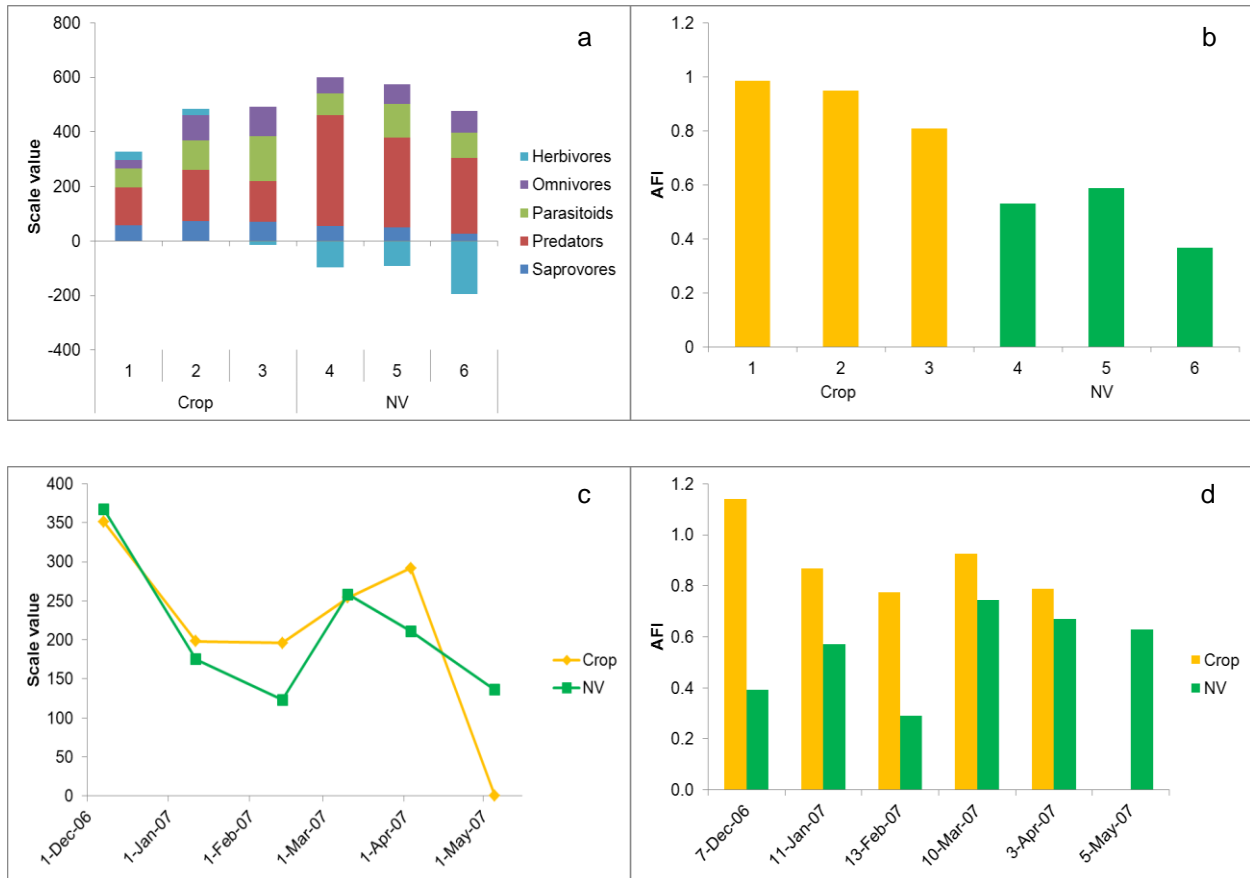 a
800
600
400
200
0
-200
-400
Scale value
Herbivores
Omnivores
Parasitoids
Predators
Saprovores
1 2 3 4 5 6
Crop NV
b
1.2
1
0.8
0.6
0.4
0.2
0
AFI
1 2 3 4 5 6
Crop NV
c
400
350
300
250
200
150
100
50
0
Scale value
Crop
NV
1-Dec-06 1-Jan-07 1-Feb-07 1-Mar-07 1-Apr-07 1-May-07
d
1.2
1.0
0.8
0.6
0.4
0.2
0.0
AFI
Crop
NV
7-Dec-06 11-Jan-07 13-Feb-07 10-Mar-07 3-Apr-07 5-May-07